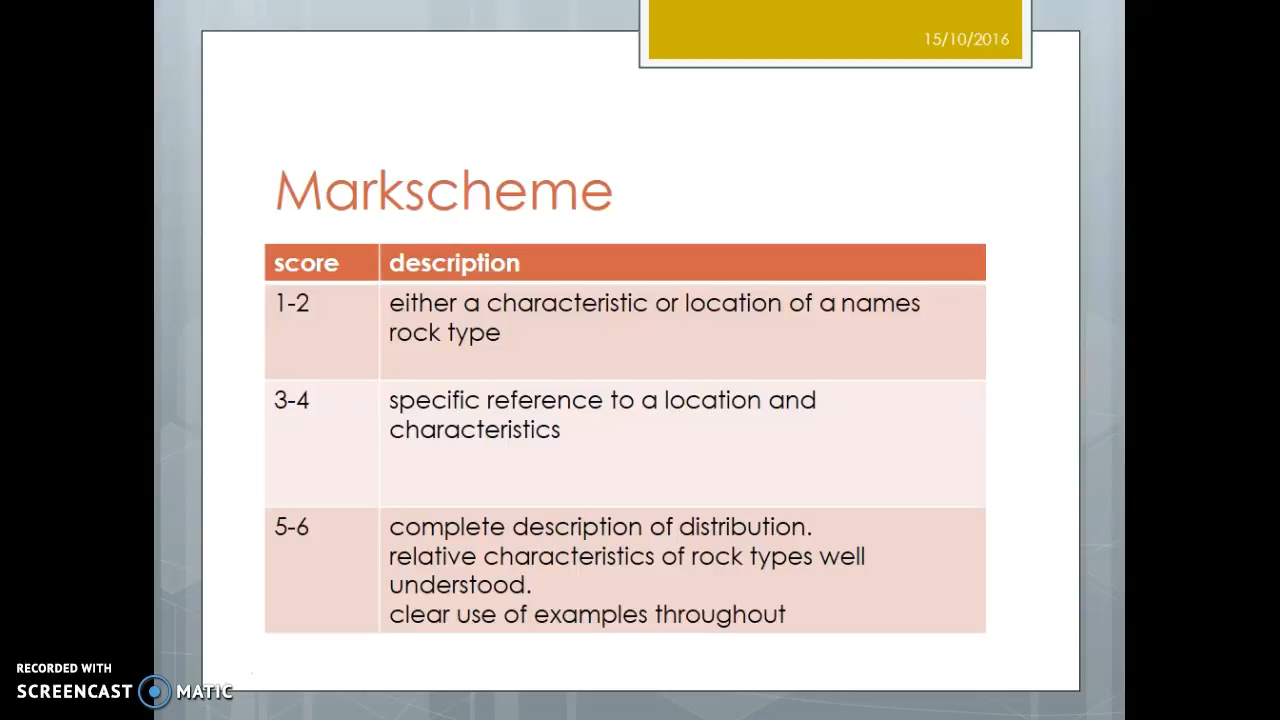 15/10/2016
Markscheme
score description
1-2 either a characteristic or location of a names
rock type
3-4 specific reference to a location and
characteristics
5-6 complete description of distribution.
relative characteristics of rock types well
understood.
clear use of examples throughout
RECORDED WITH
SCREENCAST MATIC